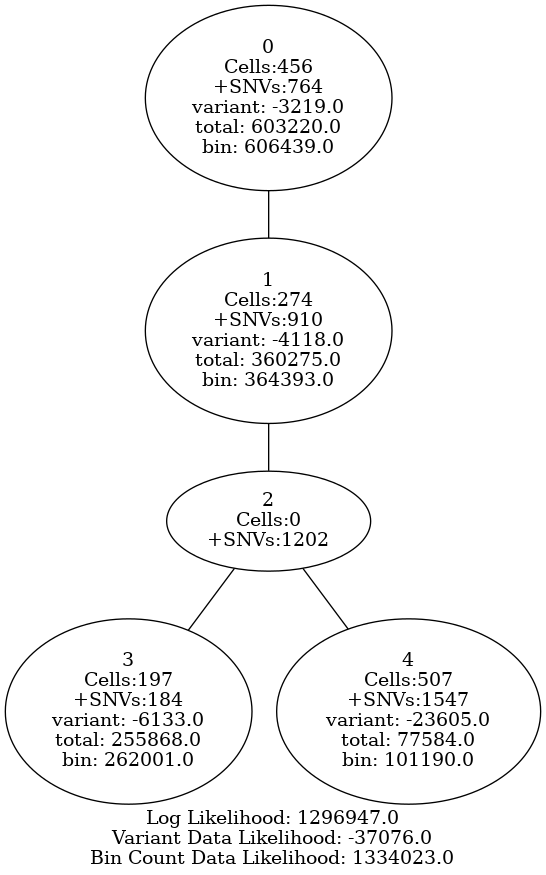 0
Cells:456
+SNVs:764
variant: -3219.0
total: 603220.0
bin: 606439.0
1
Cells:274
+SNVs:910
variant: -4118.0
total: 360275.0
bin: 364393.0
2
Cells:0
+SNVs:1202
3
Cells:197
+SNVs:184
variant: -6133.0
total: 255868.0
bin: 262001.0
4
Cells:507
+SNVs:1547
variant: -23605.0
total: 77584.0
bin: 101190.0
Log Likelihood: 1296947.0
Variant Data Likelihood: -37076.0
Bin Count Data Likelihood: 1334023.0